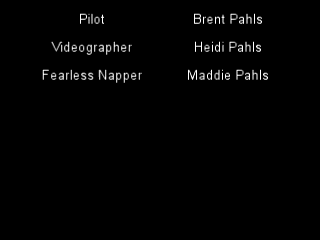 Pilot Brent Pahls
Videographer Heidi Pahls
Fearless Napper Maddie Pahls